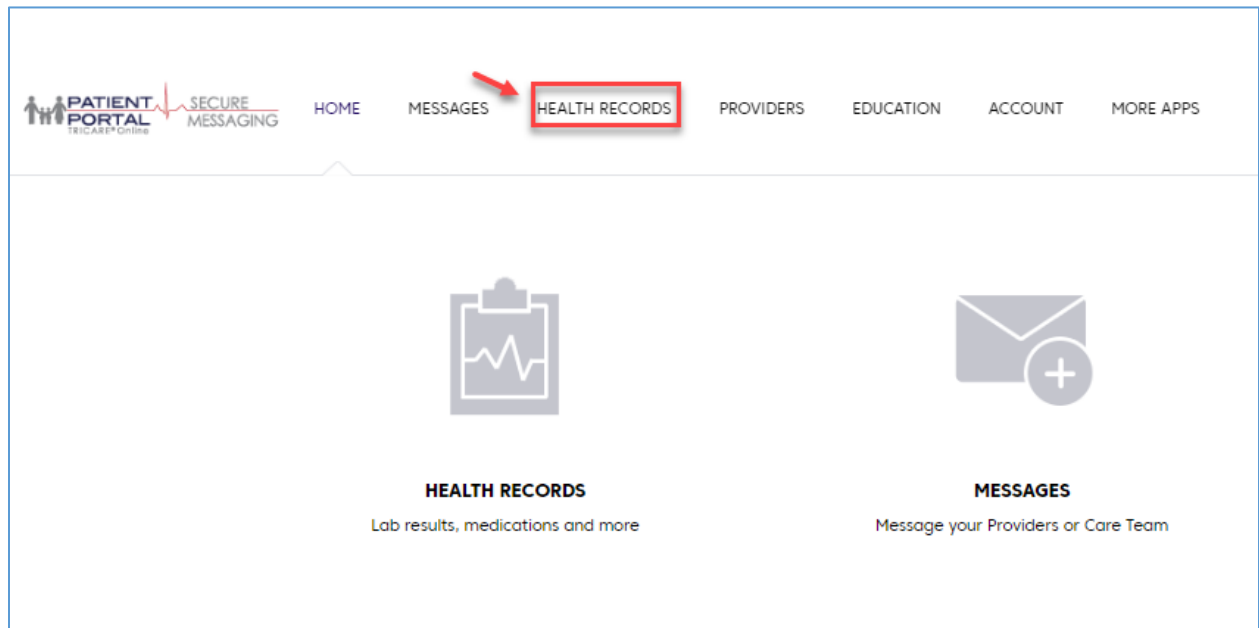 PATIENT PORTAL
TRICARE® Online
SECURE MESSAGING
HOME MESSAGES HEALTH RECORDS PROVIDERS EDUCATION ACCOUNT MORE APPS
HEALTH RECORDS
Lab results, medications and more
MESSAGES
Message your Providers or Care Team